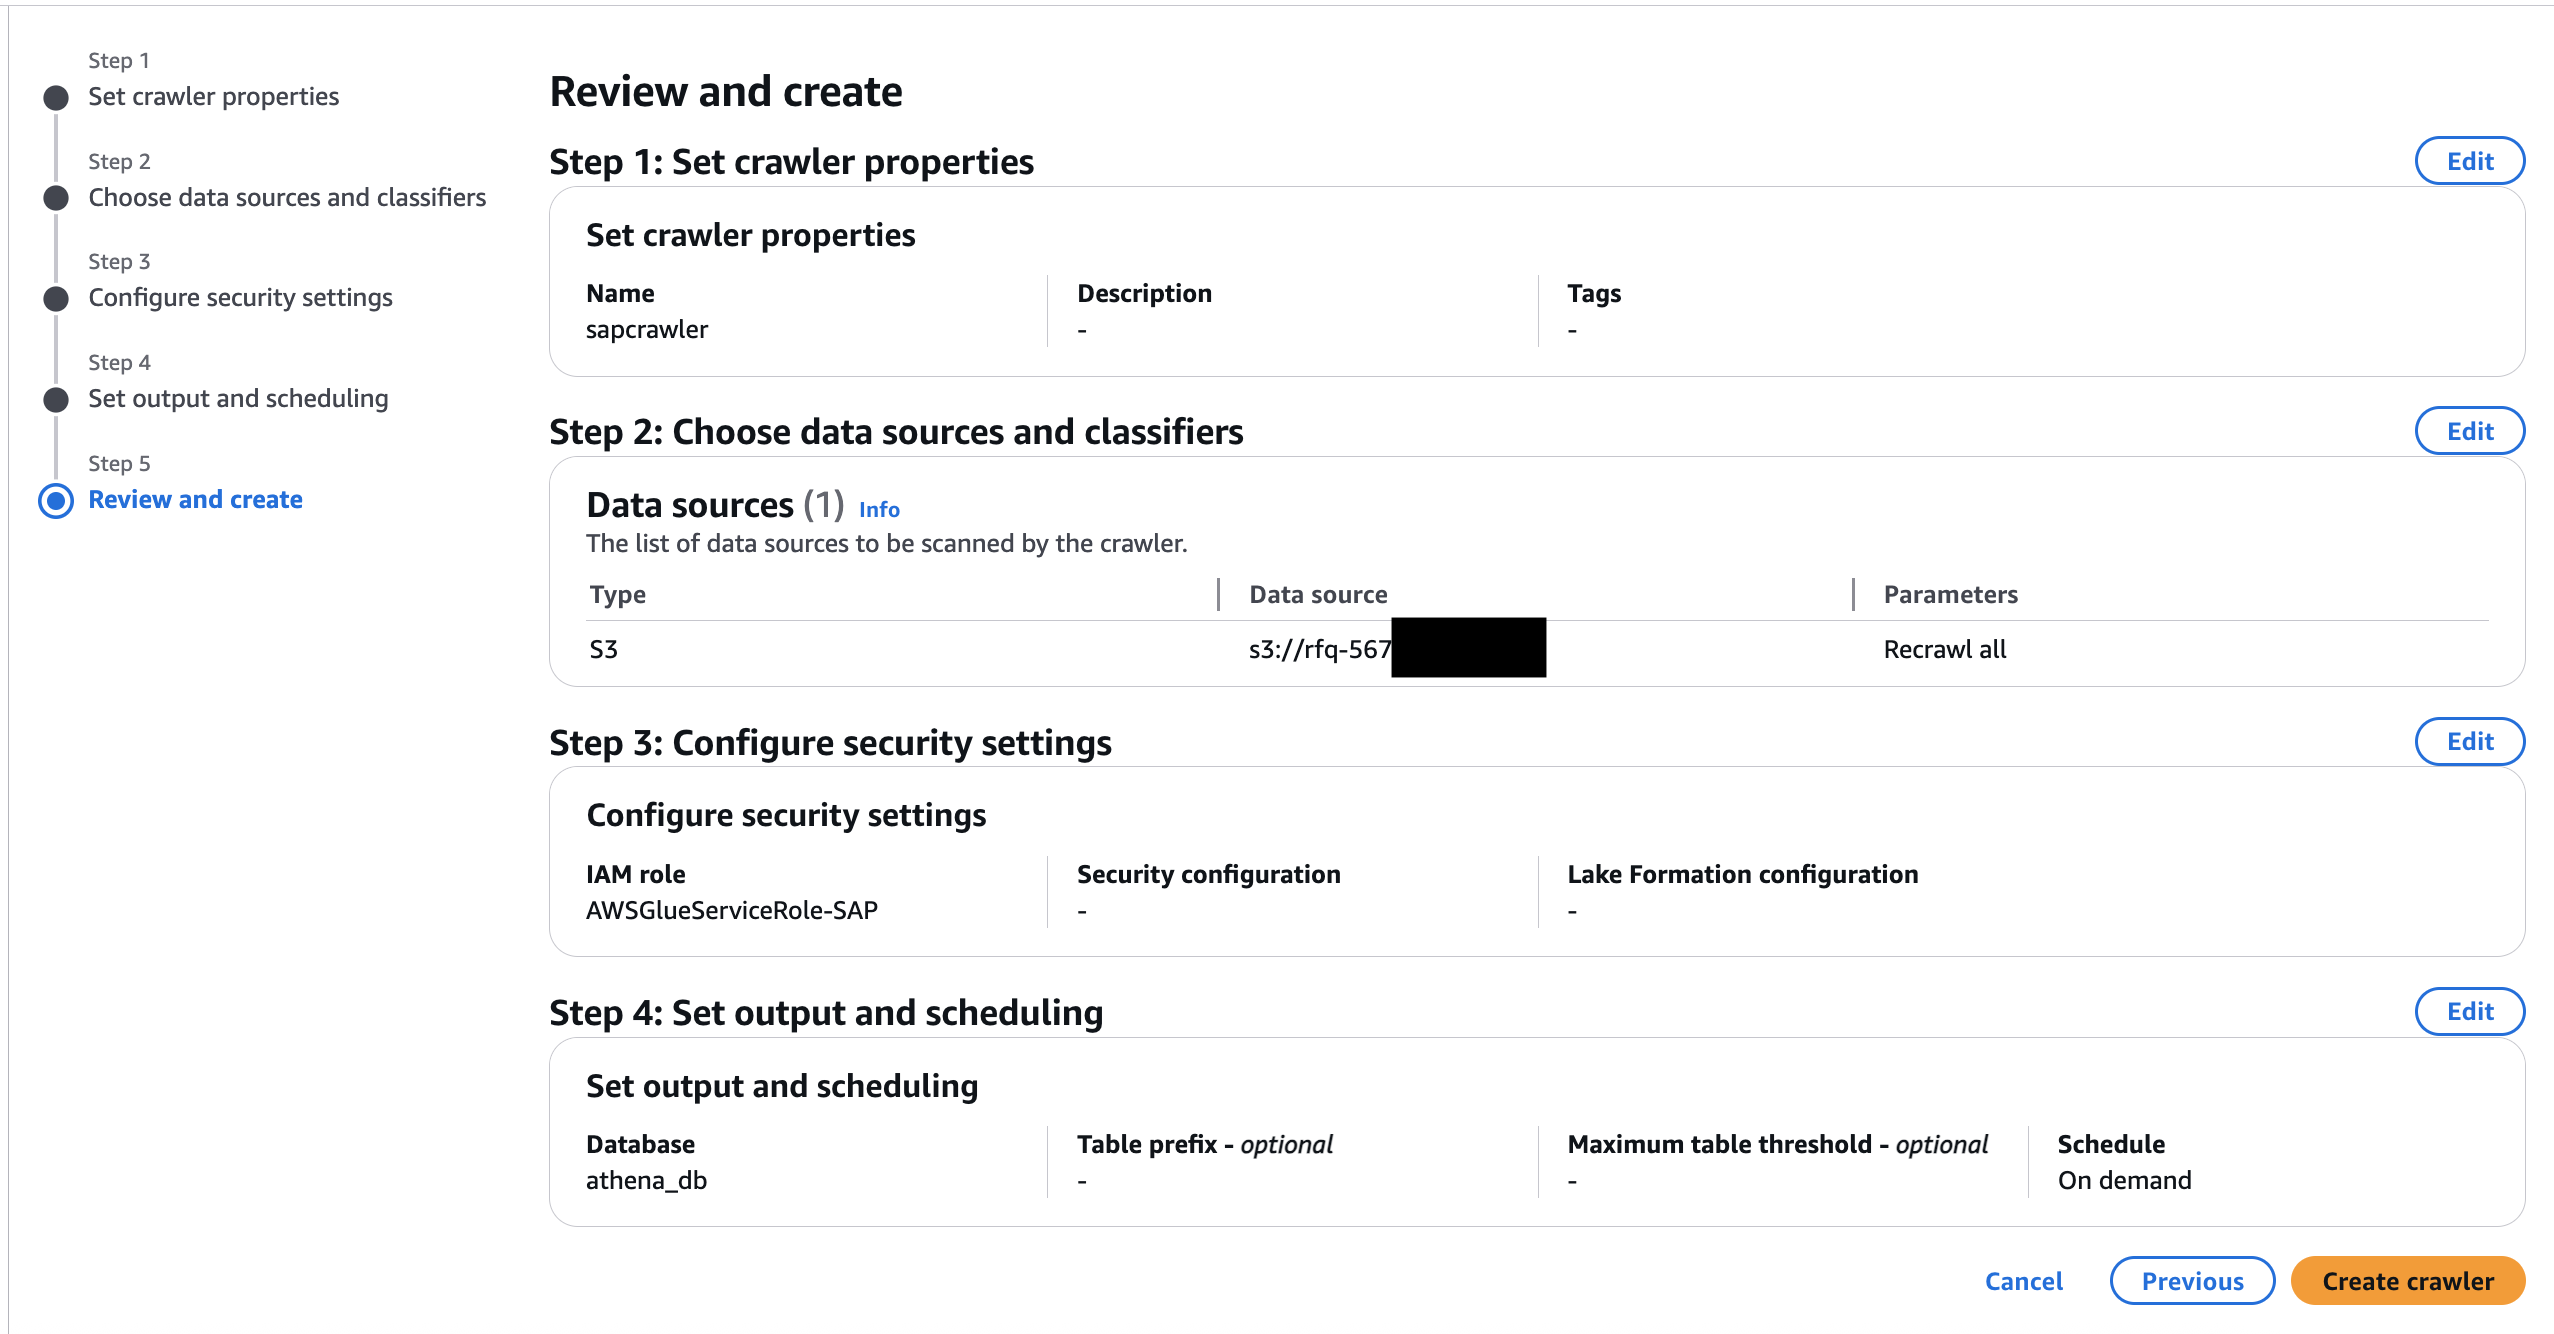 Step 1
Set crawler properties
Step 2
Choose data sources and classifiers
Step 3
Configure security settings
Step 4
Set output and scheduling
Step 5
Review and create
Review and create
Step 1: Set crawler properties
Edit
Set crawler properties
Name
sapcrawler
Description
-
Tags
-
Step 2: Choose data sources and classifiers
Edit
Data sources (1) Info
The list of data sources to be scanned by the crawler.
Type Data source Parameters
S3 s3://rfq-567 Recrawl all
Step 3: Configure security settings
Edit
Configure security settings
IAM role
AWSGlueServiceRole-SAP
Security configuration
-
Lake Formation configuration
-
Step 4: Set output and scheduling
Edit
Set output and scheduling
Database
athena_db
Table prefix - optional
-
Maximum table threshold - optional
-
Schedule
On demand
Cancel
Previous
Create crawler